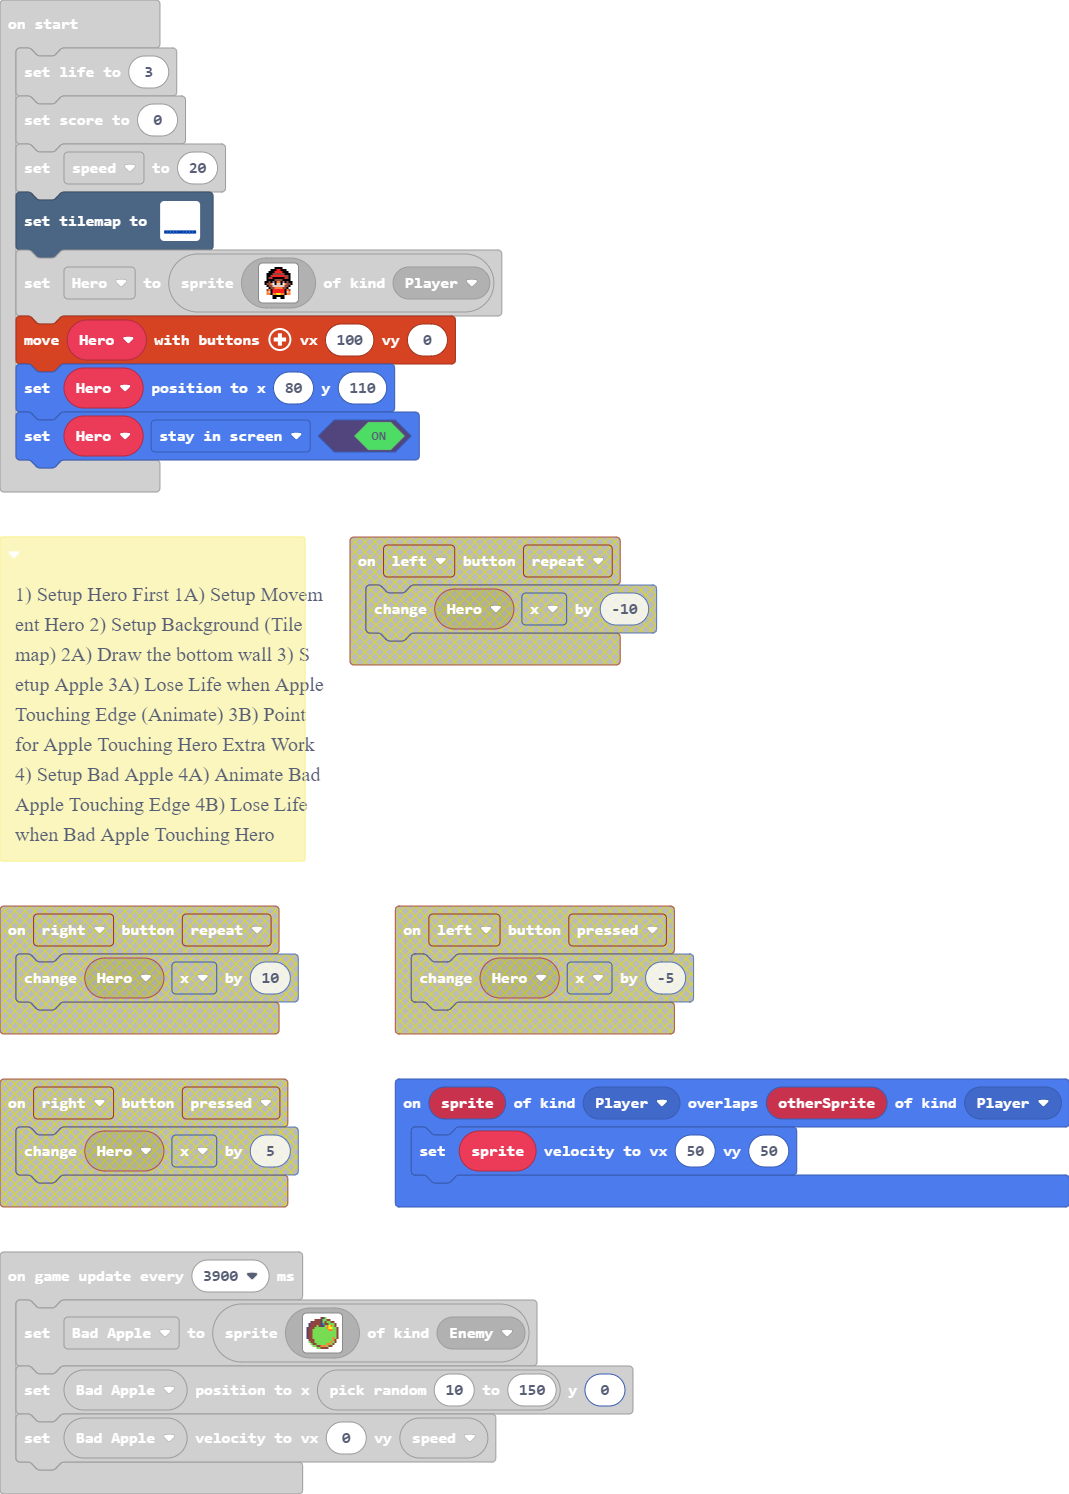 on start
set life to 3
set score to 0
set speed to 20
set tilemap to
set Hero to sprite of kind Player
move Hero with buttons vx 100 vy 0
set Hero position to x 80 y 110
set Hero stay in screen ON
1) Setup Hero First 1A) Setup Movem
ent Hero 2) Setup Background (Tile
map) 2A) Draw the bottom wall 3) S
etup Apple 3A) Lose Life when Apple
Touching Edge (Animate) 3B) Point
for Apple Touching Hero Extra Work
4) Setup Bad Apple 4A) Animate Bad
Apple Touching Edge 4B) Lose Life
when Bad Apple Touching Hero
on left button repeat
change Hero x by -10
on right button repeat
change Hero x by 10
on left button pressed
change Hero x by -5
on right button pressed
change Hero x by 5
on sprite of kind Player overlaps otherSprite of kind Player
set sprite velocity to vx 50 vy 50
on game update every 3900 ms
set Bad Apple to sprite of kind Enemy
set Bad Apple position to x pick random 10 to 150 y 0
set Bad Apple velocity to vx 0 vy speed